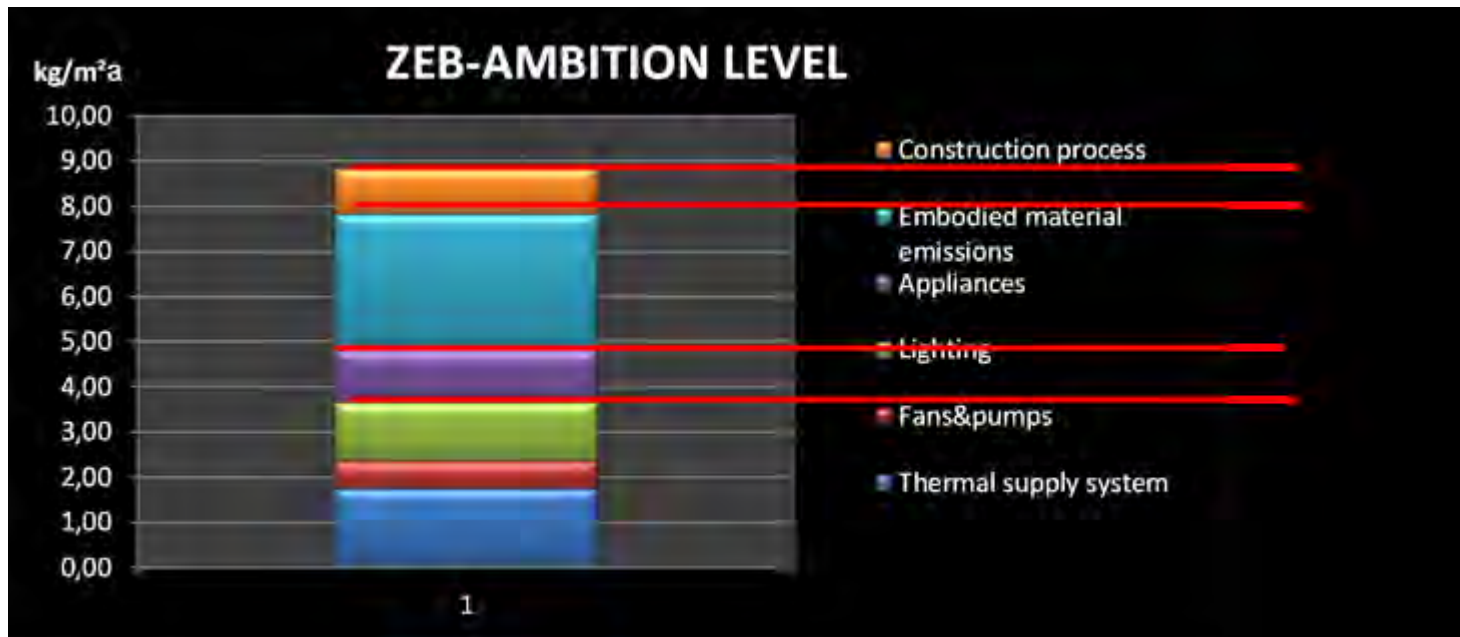 ZEB-AMBITION LEVEL
kg/m²a
10,00
9,00
8,00
7,00
6,00
5,00
4,00
3,00
2,00
1,00
0,00
1
Construction process
Embodied material
emissions
Appliances
Lighting
Fans&pumps
Thermal supply system